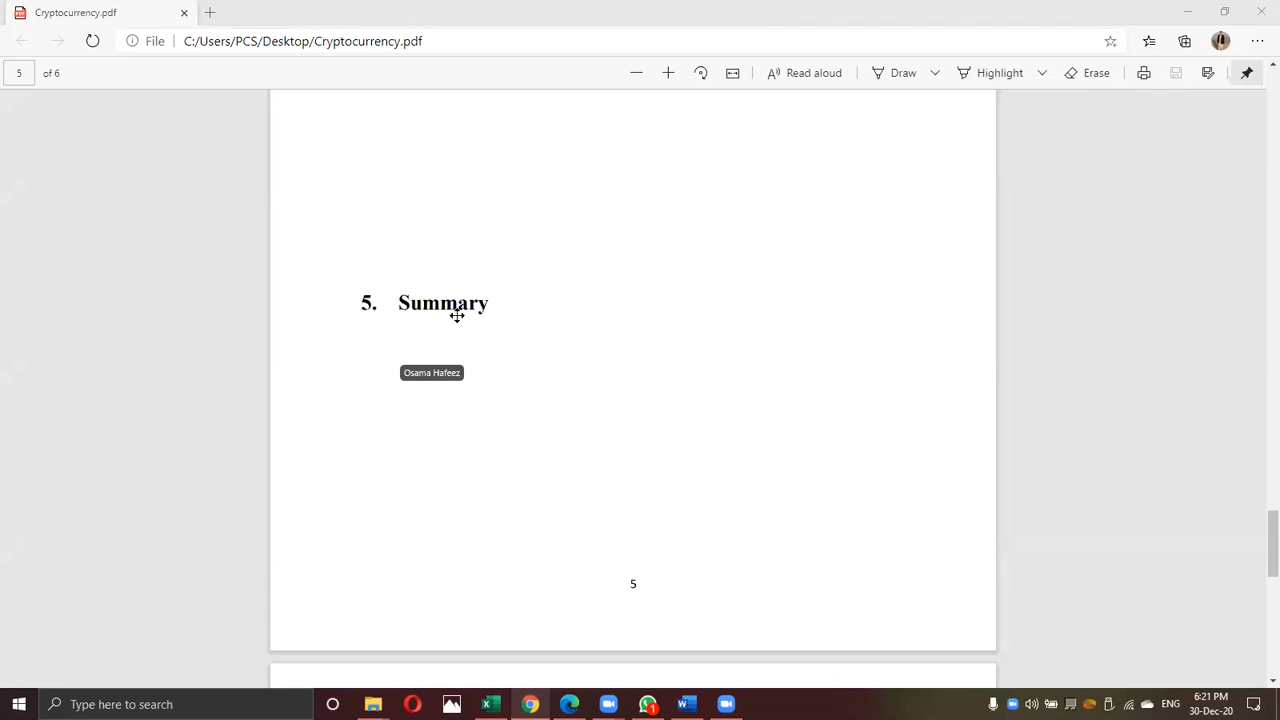 Cryptocurrency.pdf
File
C:/Users/PCS/Desktop/Cryptocurrency.pdf
5 of 6
Read aloud
Draw
Highlight
Erase
5. Summary
Osama Hafeez
5
Type here to search
1
ENG
6:21 PM
30-Dec-20